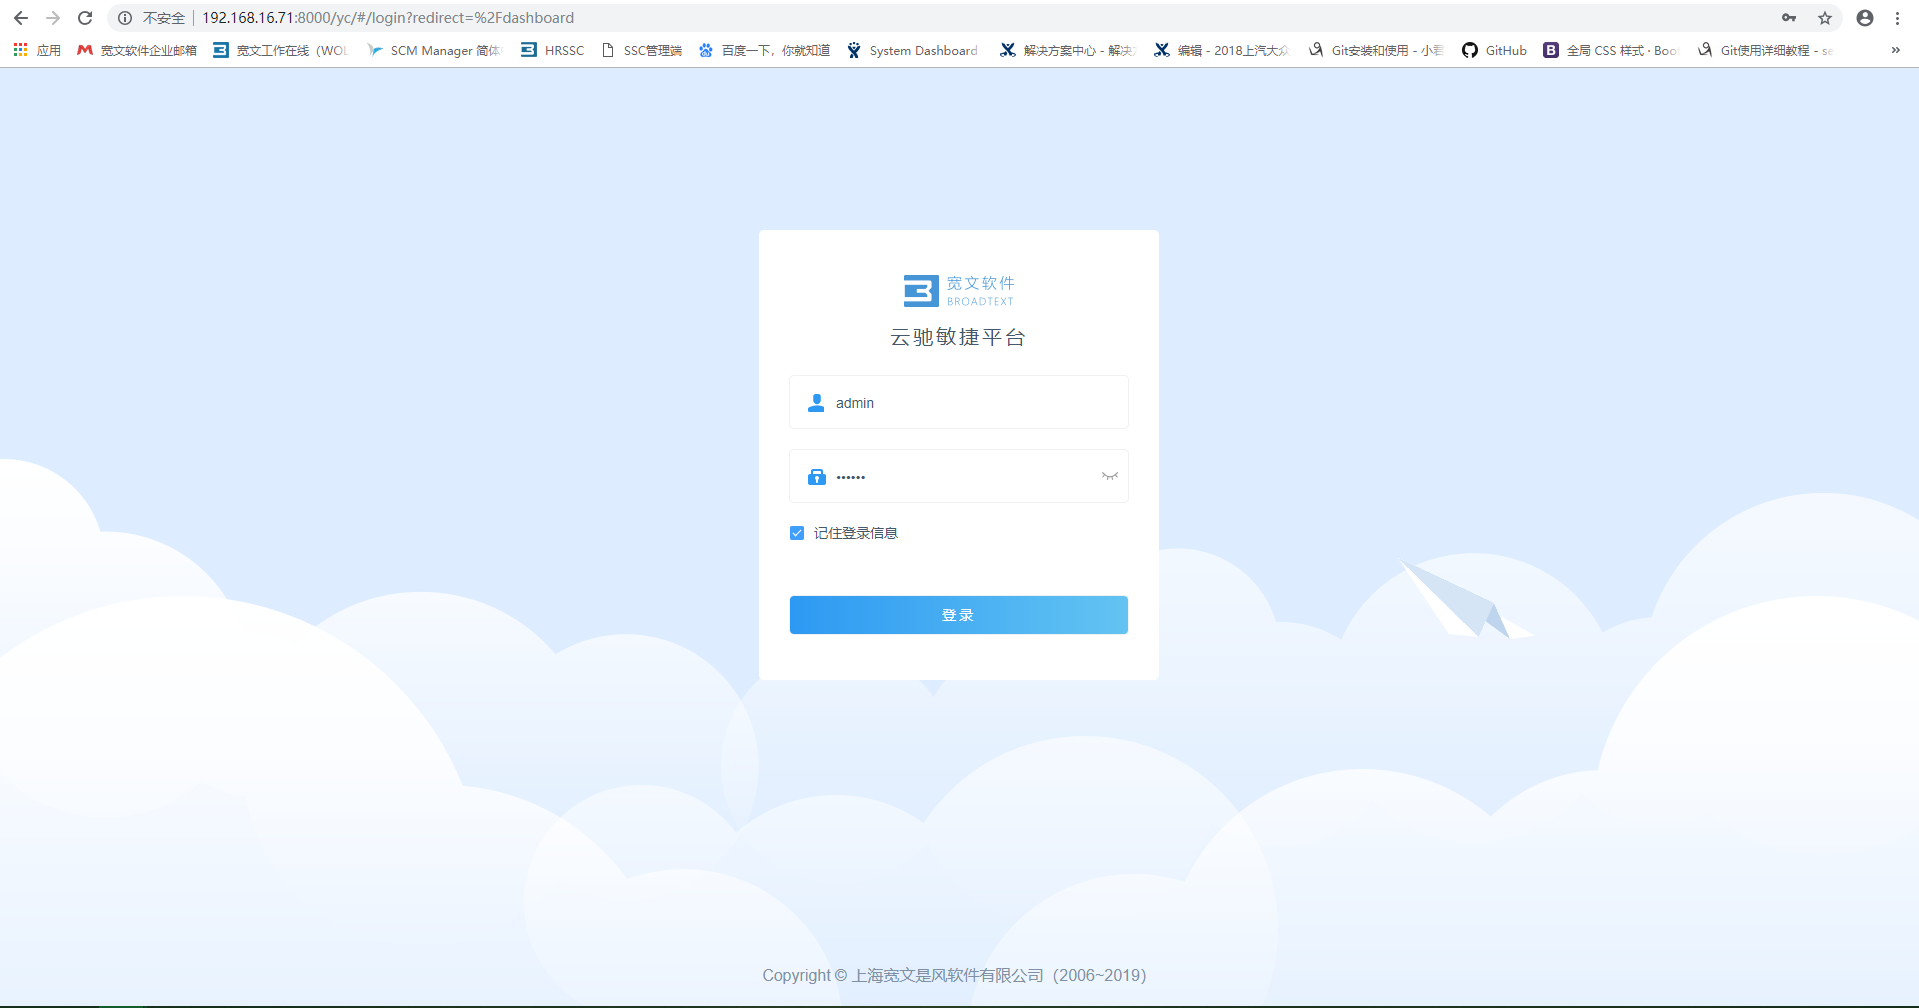 不安全 192.168.16.71:8000/yc/#/login?redirect=%2Fdashboard
应用 宽文软件企业邮箱 宽文工作在线（WOL SCM Manager 简体 HRSSC SSC管理端 百度一下，你就知道 System Dashboard 解决方案中心 - 解决 编辑 - 2018上汽大众 Git安装和使用 - 小 GitHub 全局 CSS 样式 · Boo Git使用详细教程 - se »
宽文软件
BROADTEXT
云驰敏捷平台
admin
••••••
记住登录信息
登录
Copyright © 上海宽文是风软件有限公司（2006~2019）